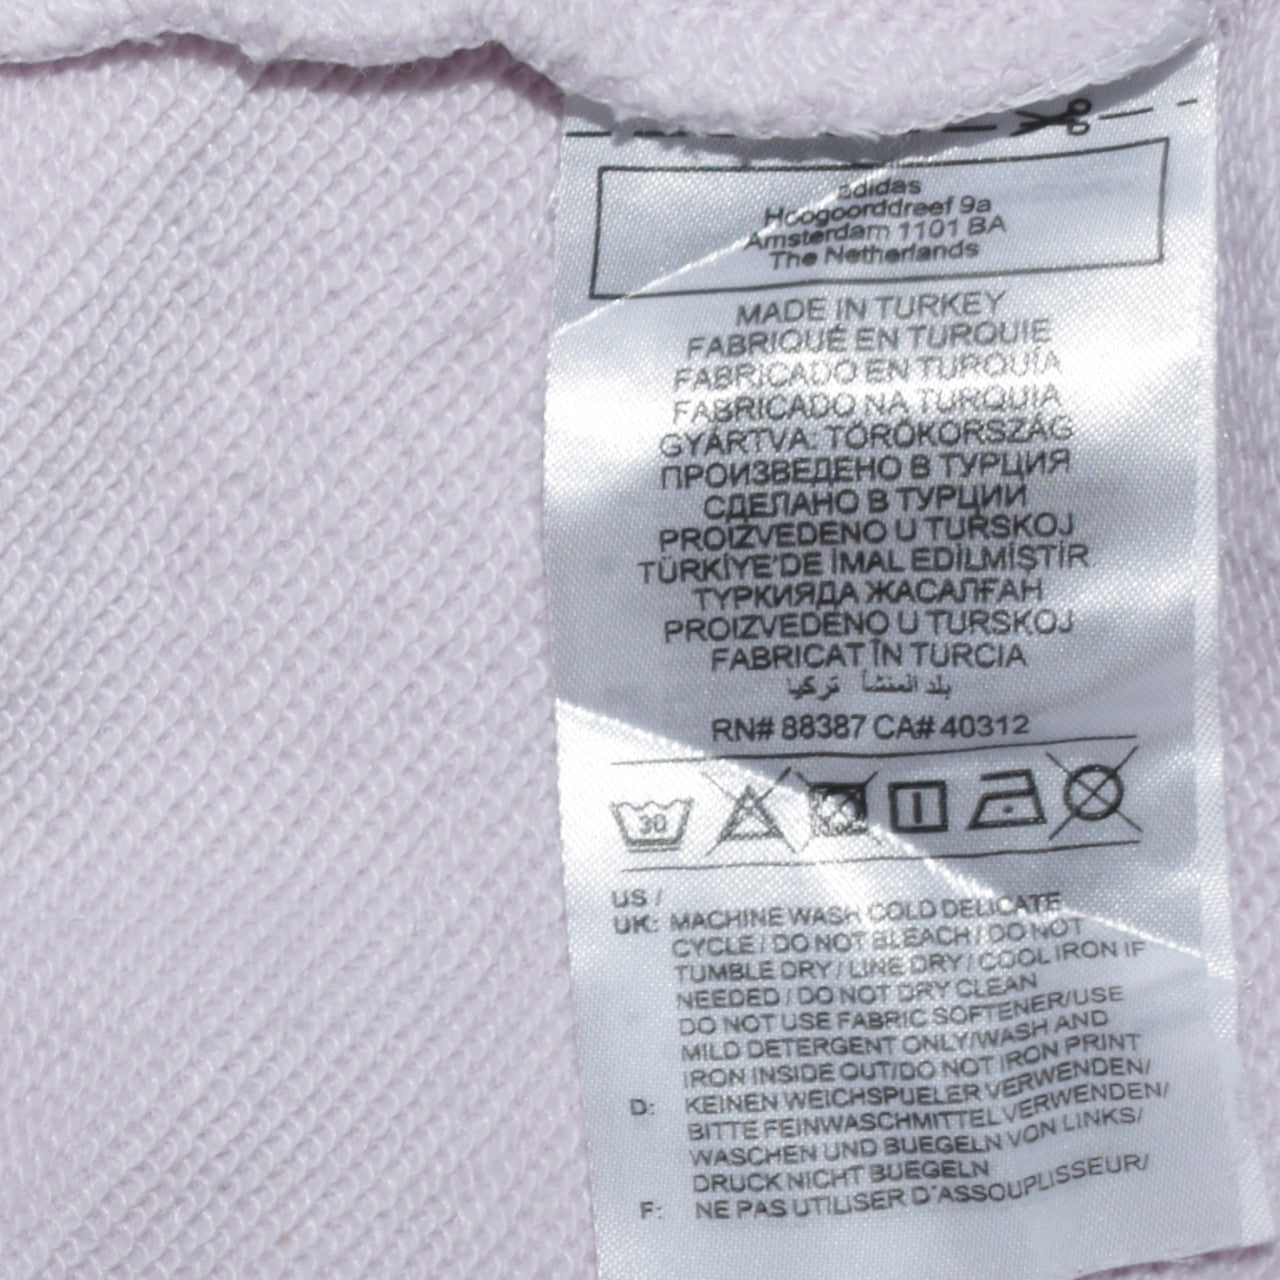 adidas
Hoogoorddreef 9a
Amsterdam 1101 BA
The Netherlands
MADE IN TURKEY
FABRIQUÉ EN TURQUIE
FABRICADO EN TURQUÍA
FABRICADO NA TURQUIA
GYÁRTVA: TÖRÖKORSZÁG
ПРОИЗВЕДЕНО В ТУРЦИЯ
СДЕЛАНО В ТУРЦИИ
PROIZVEDENO U TURSKOJ
TÜRKİYE'DE İMAL EDİLMİŞTİR
ТУРКИЯДА ЖАСАЛҒАН
PROIZVEDENO U TURSKOJ
FABRICAT ÎN TURCIA
بلد المنشأ تركيا
RN# 88387 CA# 40312
30
US /
UK: MACHINE WASH COLD DELICATE
CYCLE / DO NOT BLEACH / DO NOT
TUMBLE DRY / LINE DRY / COOL IRON IF
NEEDED / DO NOT DRY CLEAN
DO NOT USE FABRIC SOFTENER/USE
MILD DETERGENT ONLY/WASH AND
IRON INSIDE OUT/DO NOT IRON PRINT
D: KEINEN WEICHSPUELER VERWENDEN/
BITTE FEINWASCHMITTEL VERWENDEN/
WASCHEN UND BUEGELN VON LINKS/
DRUCK NICHT BUEGELN
F: NE PAS UTILISER D'ASSOUPLISSEUR/